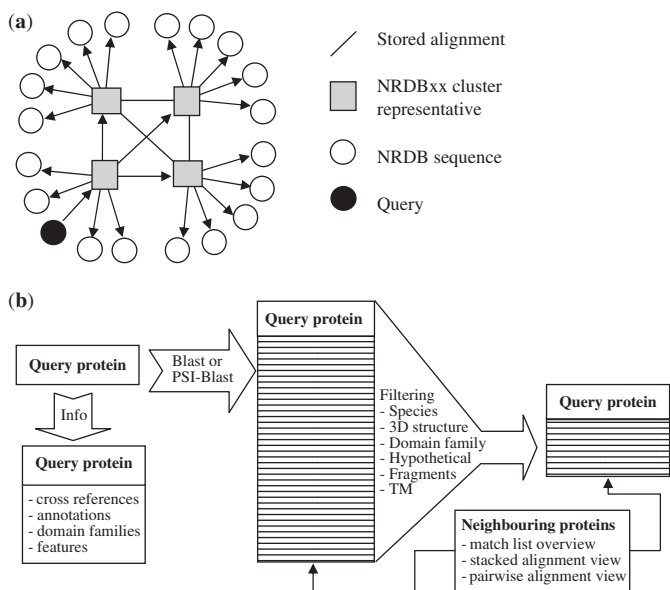 (a)
Stored alignment
NRDBxx cluster
representative
NRDB sequence
Query
(b)
Query protein
Blast or
PSI-Blast
Info
Query protein
- cross references
- annotations
- domain families
- features
Query protein
Filtering
- Species
- 3D structure
- Domain family
- Hypothetical
- Fragments
- TM
Query protein
Neighbouring proteins
- match list overview
- stacked alignment view
- pairwise alignment view